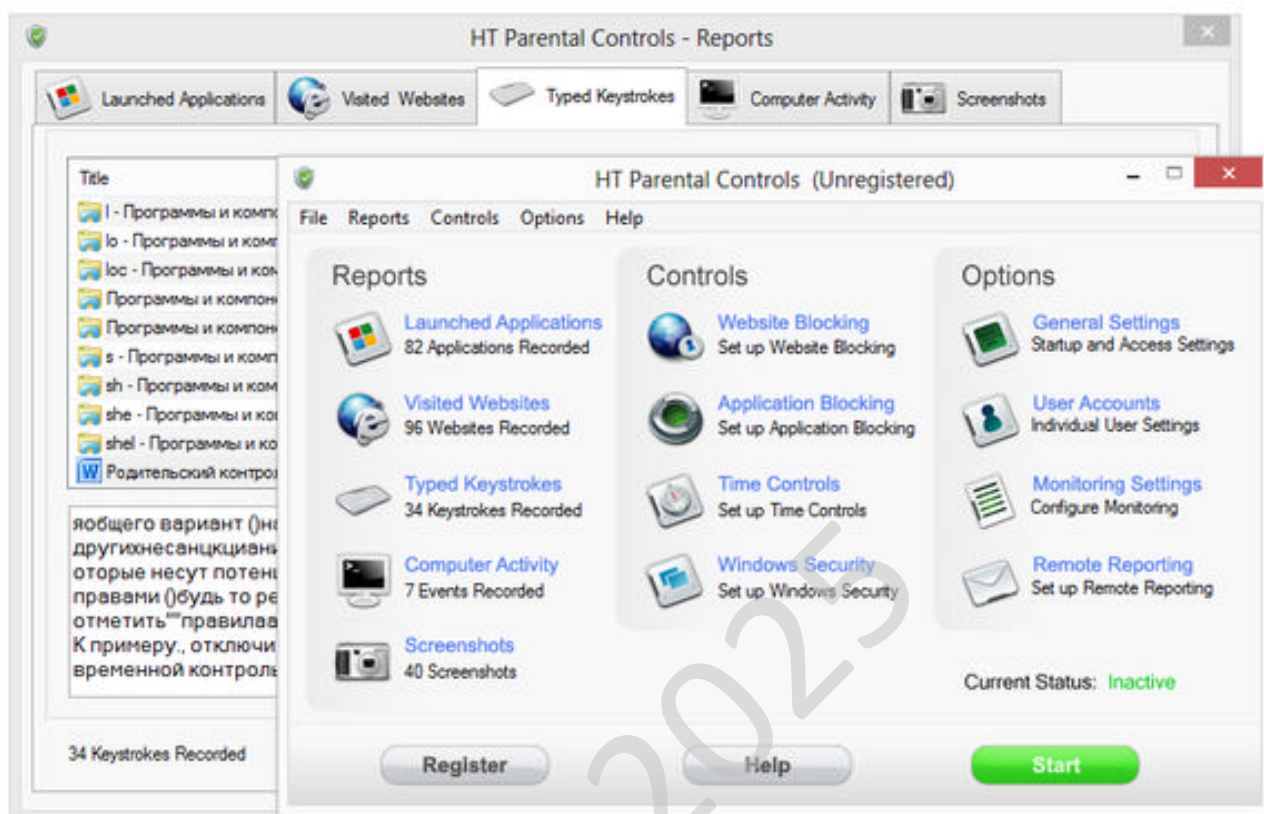 HT Parental Controls - Reports
Launched Applications Visited Websites Typed Keystrokes Computer Activity Screenshots
Title
l - Программы и компо
lo - Программы и комп
loc - Программы и ком
Программы и компон
Программы и компон
s - Программы и комп
sh - Программы и ком
she - Программы и ко
shel - Программы и ко
Родительский контрол
яобщего вариант ()на
другихнесанцкциани
оторые несут потенц
правами ()будь то ре
отметить""правилаа
К примеру., отключи
временной контроль
34 Keystrokes Recorded
HT Parental Controls (Unregistered)
File Reports Controls Options Help
Reports
Launched Applications
82 Applications Recorded
Visited Websites
96 Websites Recorded
Typed Keystrokes
34 Keystrokes Recorded
Computer Activity
7 Events Recorded
Screenshots
40 Screenshots
Controls
Website Blocking
Set up Website Blocking
Application Blocking
Set up Application Blocking
Time Controls
Set up Time Controls
Windows Security
Set up Windows Security
Options
General Settings
Startup and Access Settings
User Accounts
Individual User Settings
Monitoring Settings
Configure Monitoring
Remote Reporting
Set up Remote Reporting
Current Status: Inactive
Register Help Start
2025